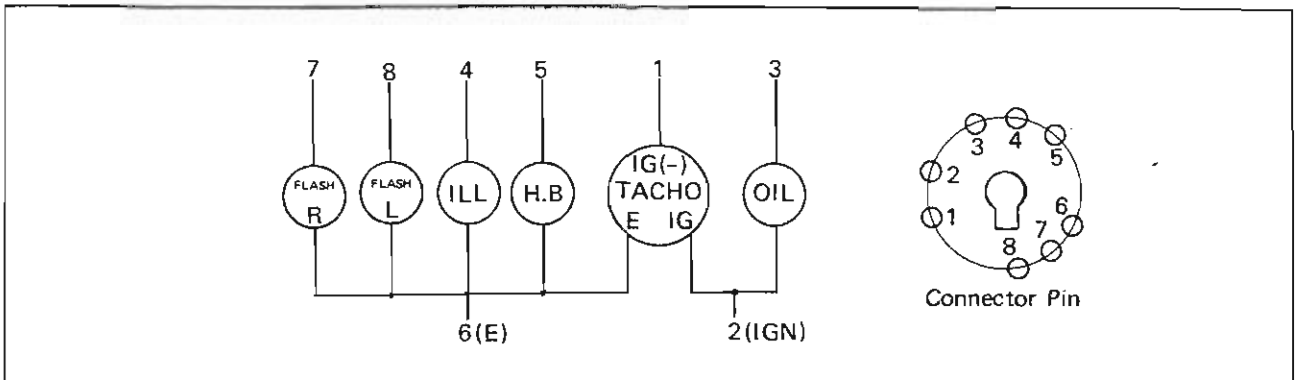 7 8 4 5 1 3
FLASH R
FLASH L
ILL
H.B
IG(-)
TACHO
E IG
OIL
6(E)
2(IGN)
3 4 5
2
1
6
7
8
Connector Pin